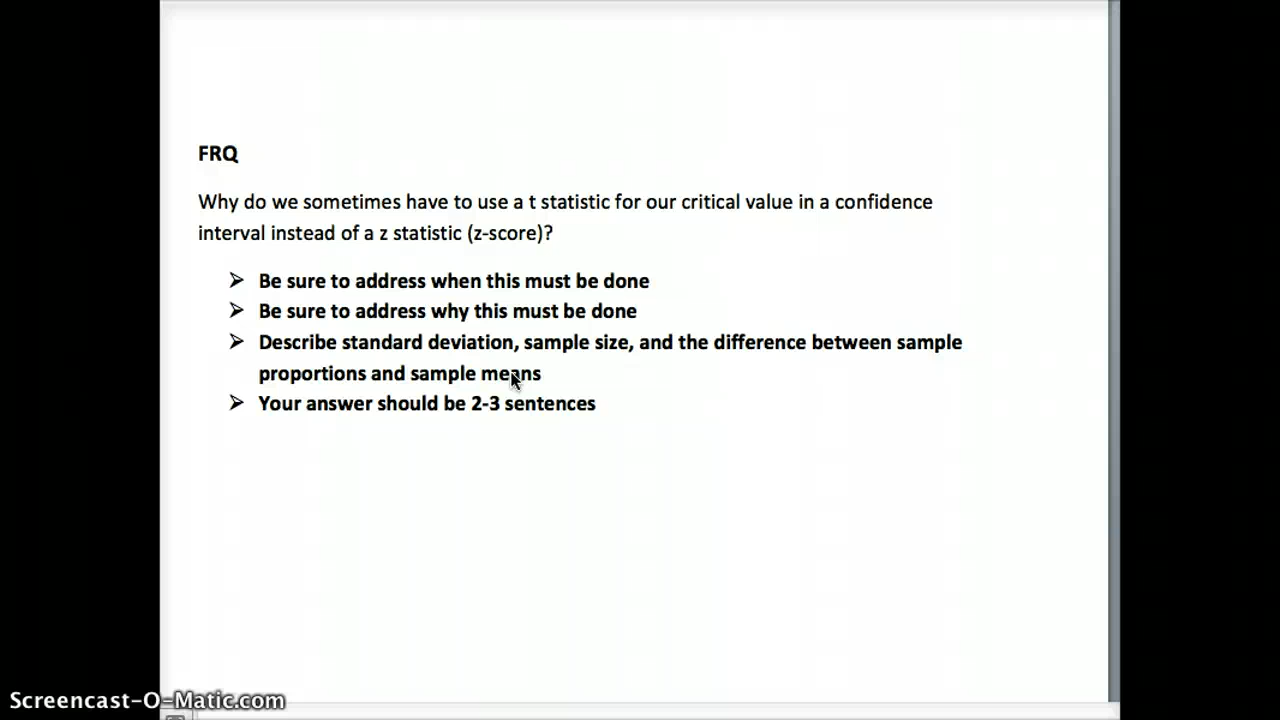 FRQ
Why do we sometimes have to use a t statistic for our critical value in a confidence
interval instead of a z statistic (z-score)?
➢ Be sure to address when this must be done
➢ Be sure to address why this must be done
➢ Describe standard deviation, sample size, and the difference between sample
proportions and sample means
➢ Your answer should be 2-3 sentences
Screencast-O-Matic.com